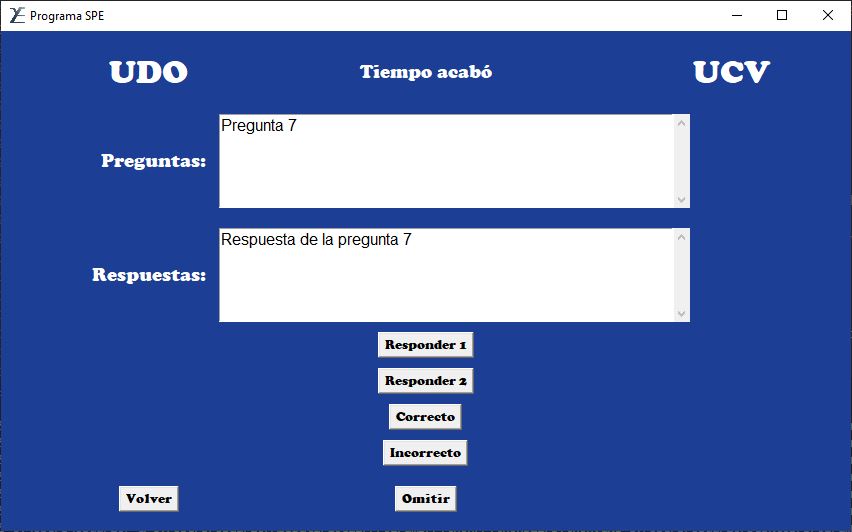 Programa SPE
UDO
Tiempo acabó
UCV
Preguntas:
Pregunta 7
Respuestas:
Respuesta de la pregunta 7
Responder 1
Responder 2
Correcto
Incorrecto
Volver
Omitir